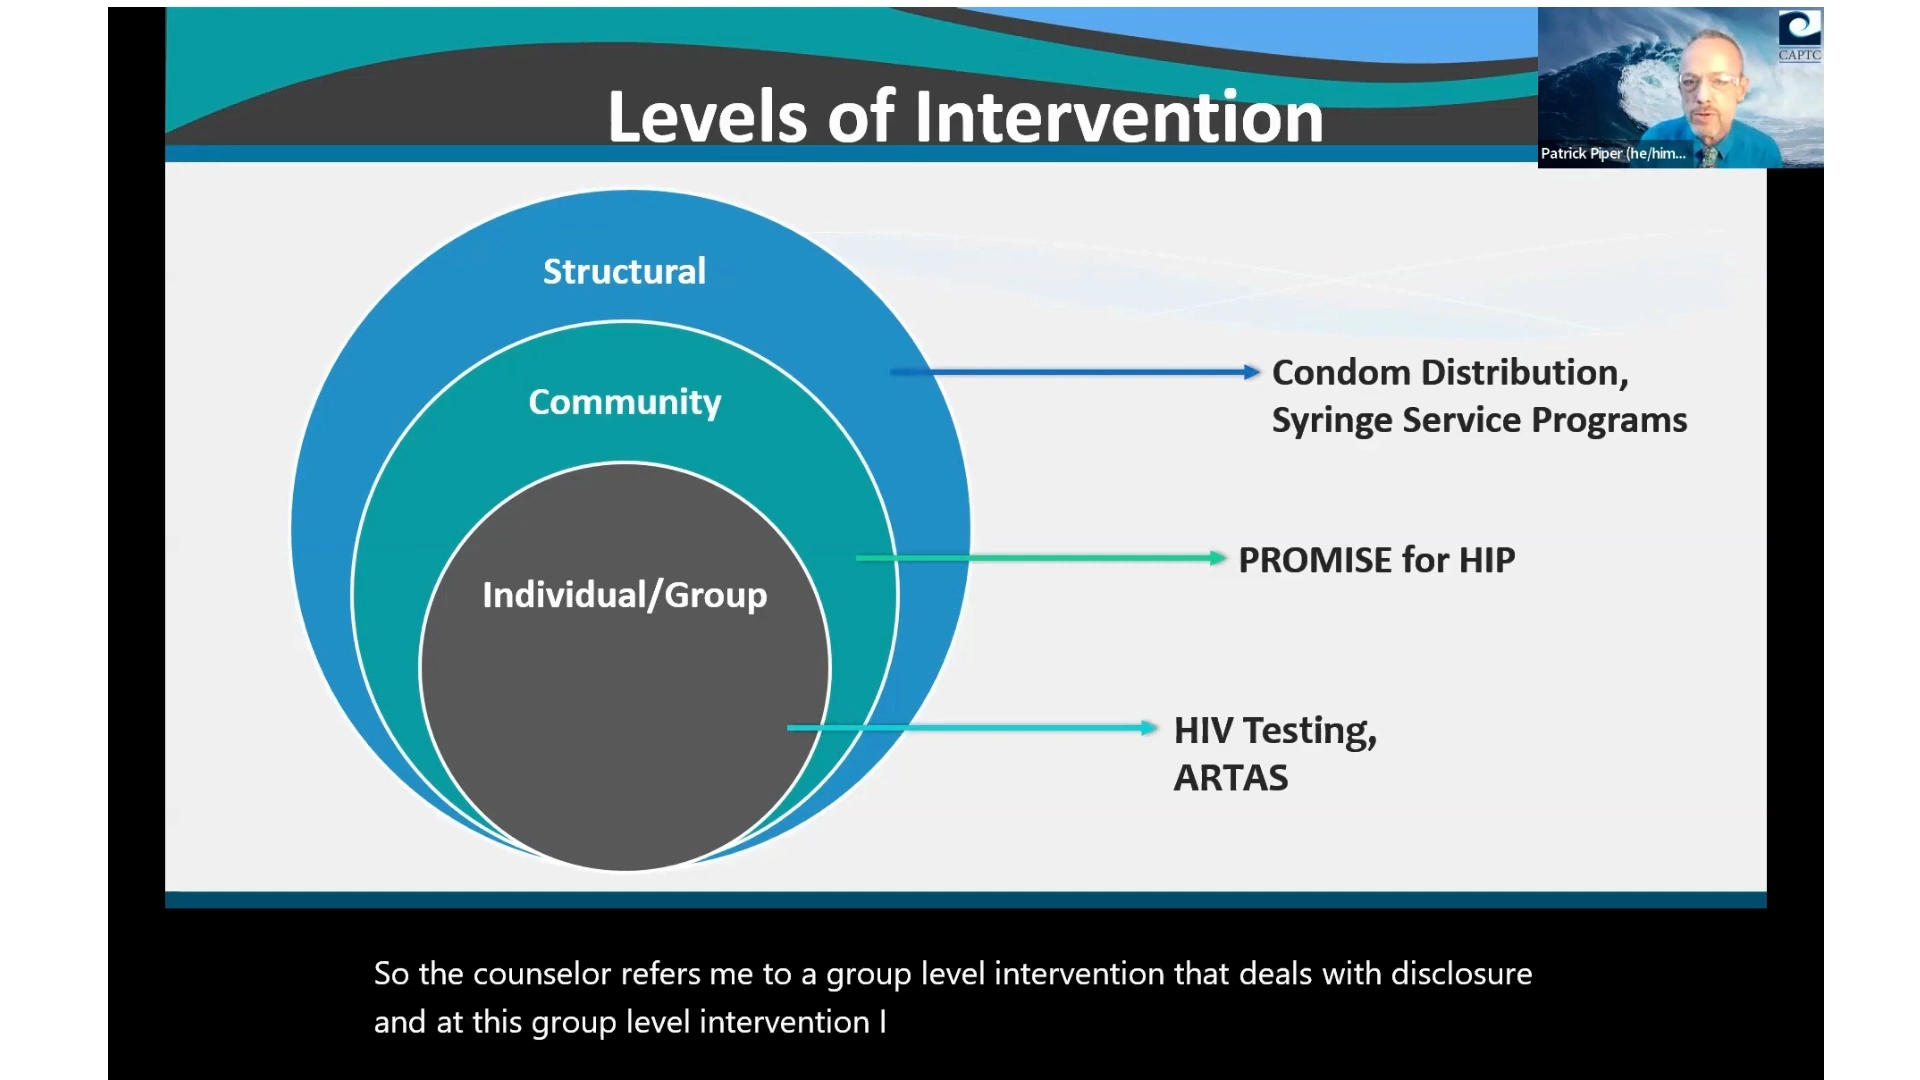 Levels of Intervention
CAPTC
Patrick Piper (he/him...
Structural
Community
Individual/Group
Condom Distribution,
Syringe Service Programs
PROMISE for HIP
HIV Testing,
ARTAS
So the counselor refers me to a group level intervention that deals with disclosure
and at this group level intervention I